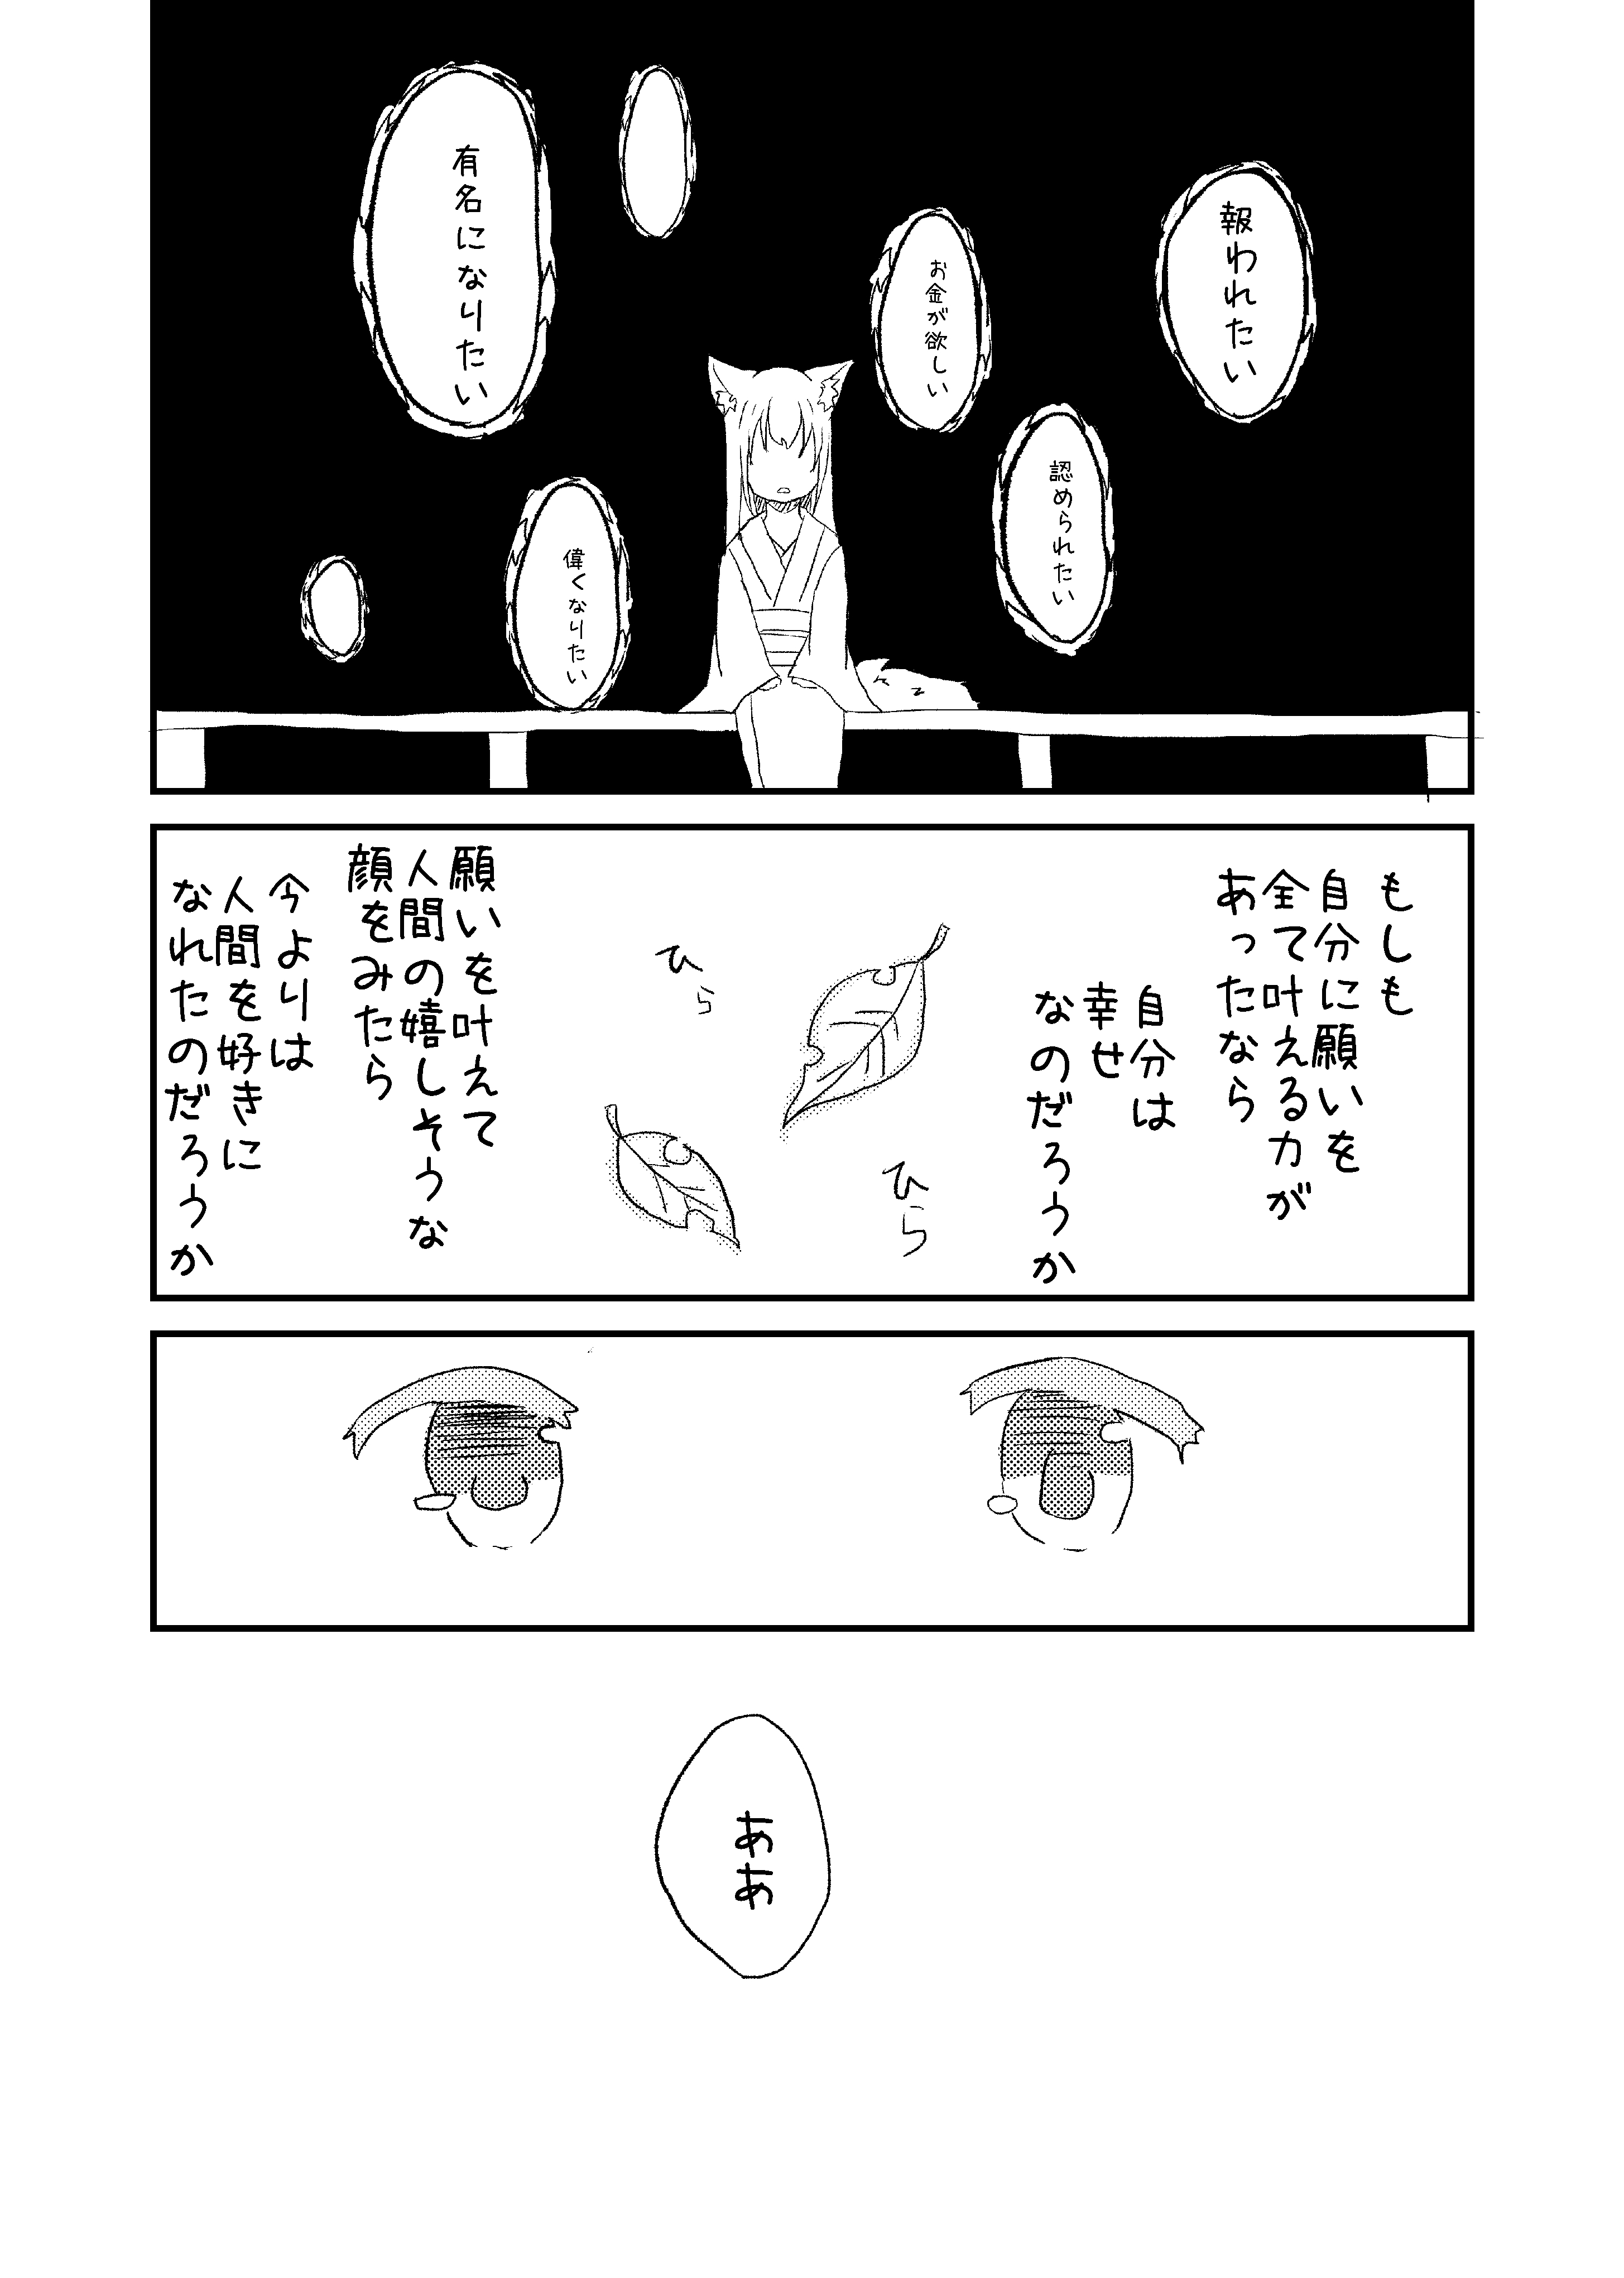 報われたい
お金が欲しい
認められたい
有名になりたい
偉くなりたい
もしも
自分に願いを
全て叶える力が
あったなら
自分は
幸せ
なのだろうか
ひら
ひら
願いを叶えて
人間の嬉しそうな
顔をみたら
今よりは
人間を好きに
なれたのだろうか
ああ